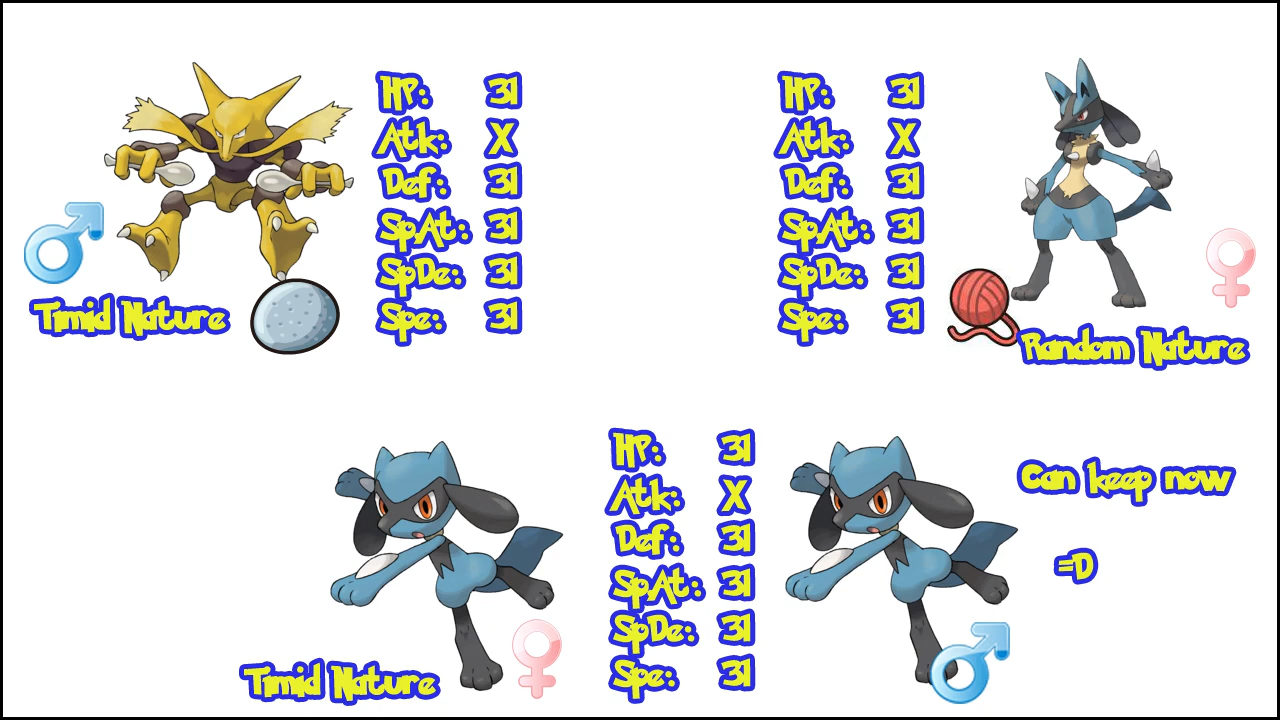 HP: 31
Atk: X
Def: 31
SpAt: 31
SpDe: 31
Spe: 31
Timid Nature
HP: 31
Atk: X
Def: 31
SpAt: 31
SpDe: 31
Spe: 31
Random Nature
HP: 31
Atk: X
Def: 31
SpAt: 31
SpDe: 31
Spe: 31
Timid Nature
Can keep now
=D